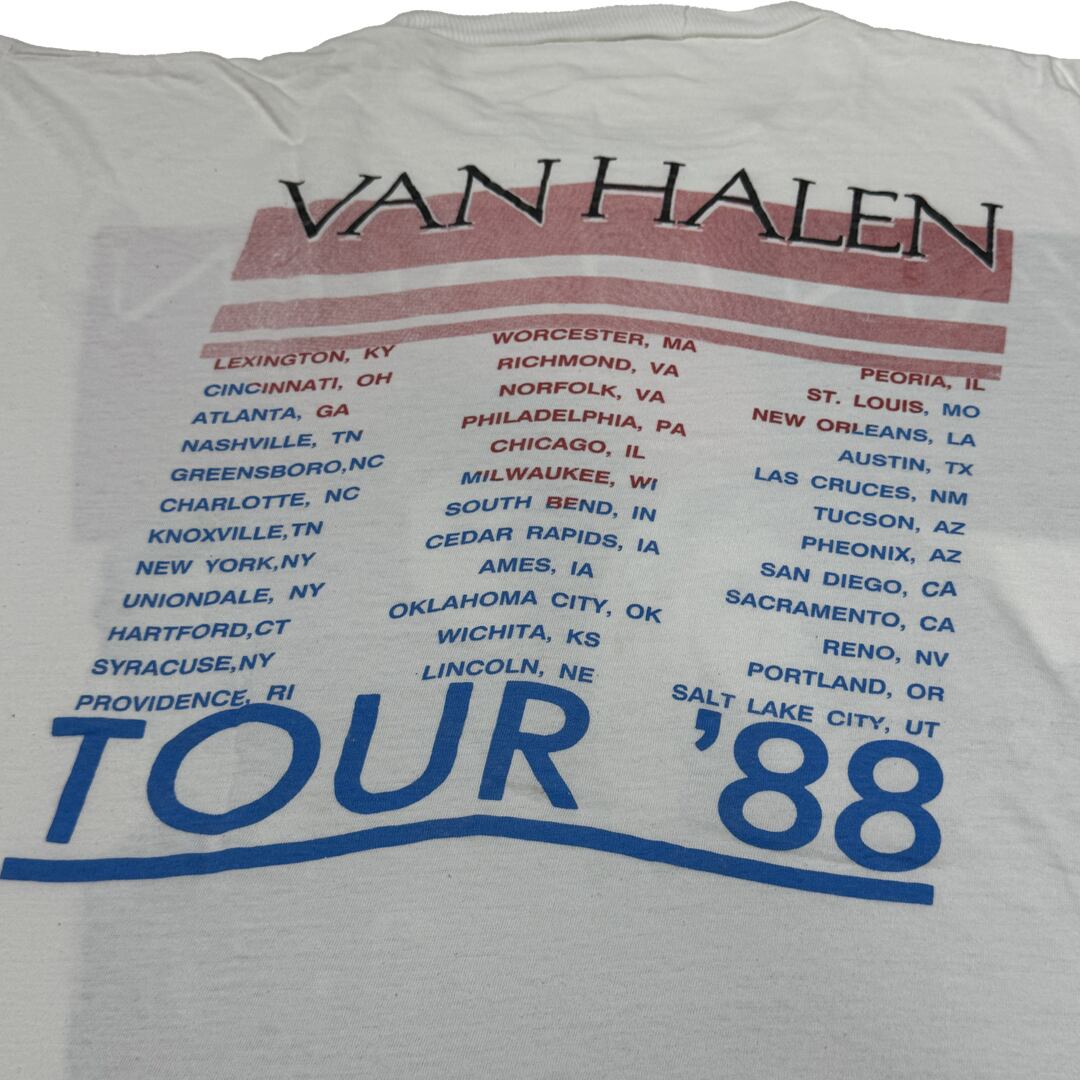 VAN HALEN
LEXINGTON, KY
CINCINNATI, OH
ATLANTA, GA
NASHVILLE, TN
GREENSBORO,NC
CHARLOTTE, NC
KNOXVILLE,TN
NEW YORK,NY
UNIONDALE, NY
HARTFORD,CT
SYRACUSE,NY
PROVIDENCE, RI
WORCESTER, MA
RICHMOND, VA
NORFOLK, VA
PHILADELPHIA, PA
CHICAGO, IL
MILWAUKEE, WI
SOUTH BEND, IN
CEDAR RAPIDS, IA
AMES, IA
OKLAHOMA CITY, OK
WICHITA, KS
LINCOLN, NE
PEORIA, IL
ST. LOUIS, MO
NEW ORLEANS, LA
AUSTIN, TX
LAS CRUCES, NM
TUCSON, AZ
PHEONIX, AZ
SAN DIEGO, CA
SACRAMENTO, CA
RENO, NV
PORTLAND, OR
SALT LAKE CITY, UT
TOUR '88